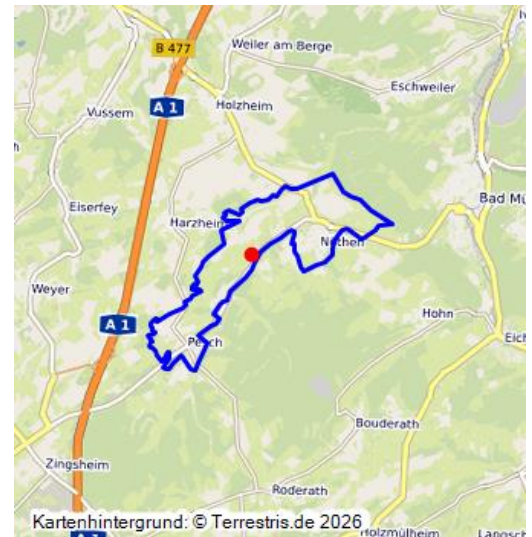 B 477
Weiler am Berge
Eschweiler
A 1
Vussem
Holzheim
Eiserfey
Harzheim
Bad Mü
Nöthen
Weyer
A 1
Hohn
Eich
Pesch
Bouderath
Zingsheim
Roderath
Kartenhintergrund: © Terrestris.de 2026
Holzmülheim